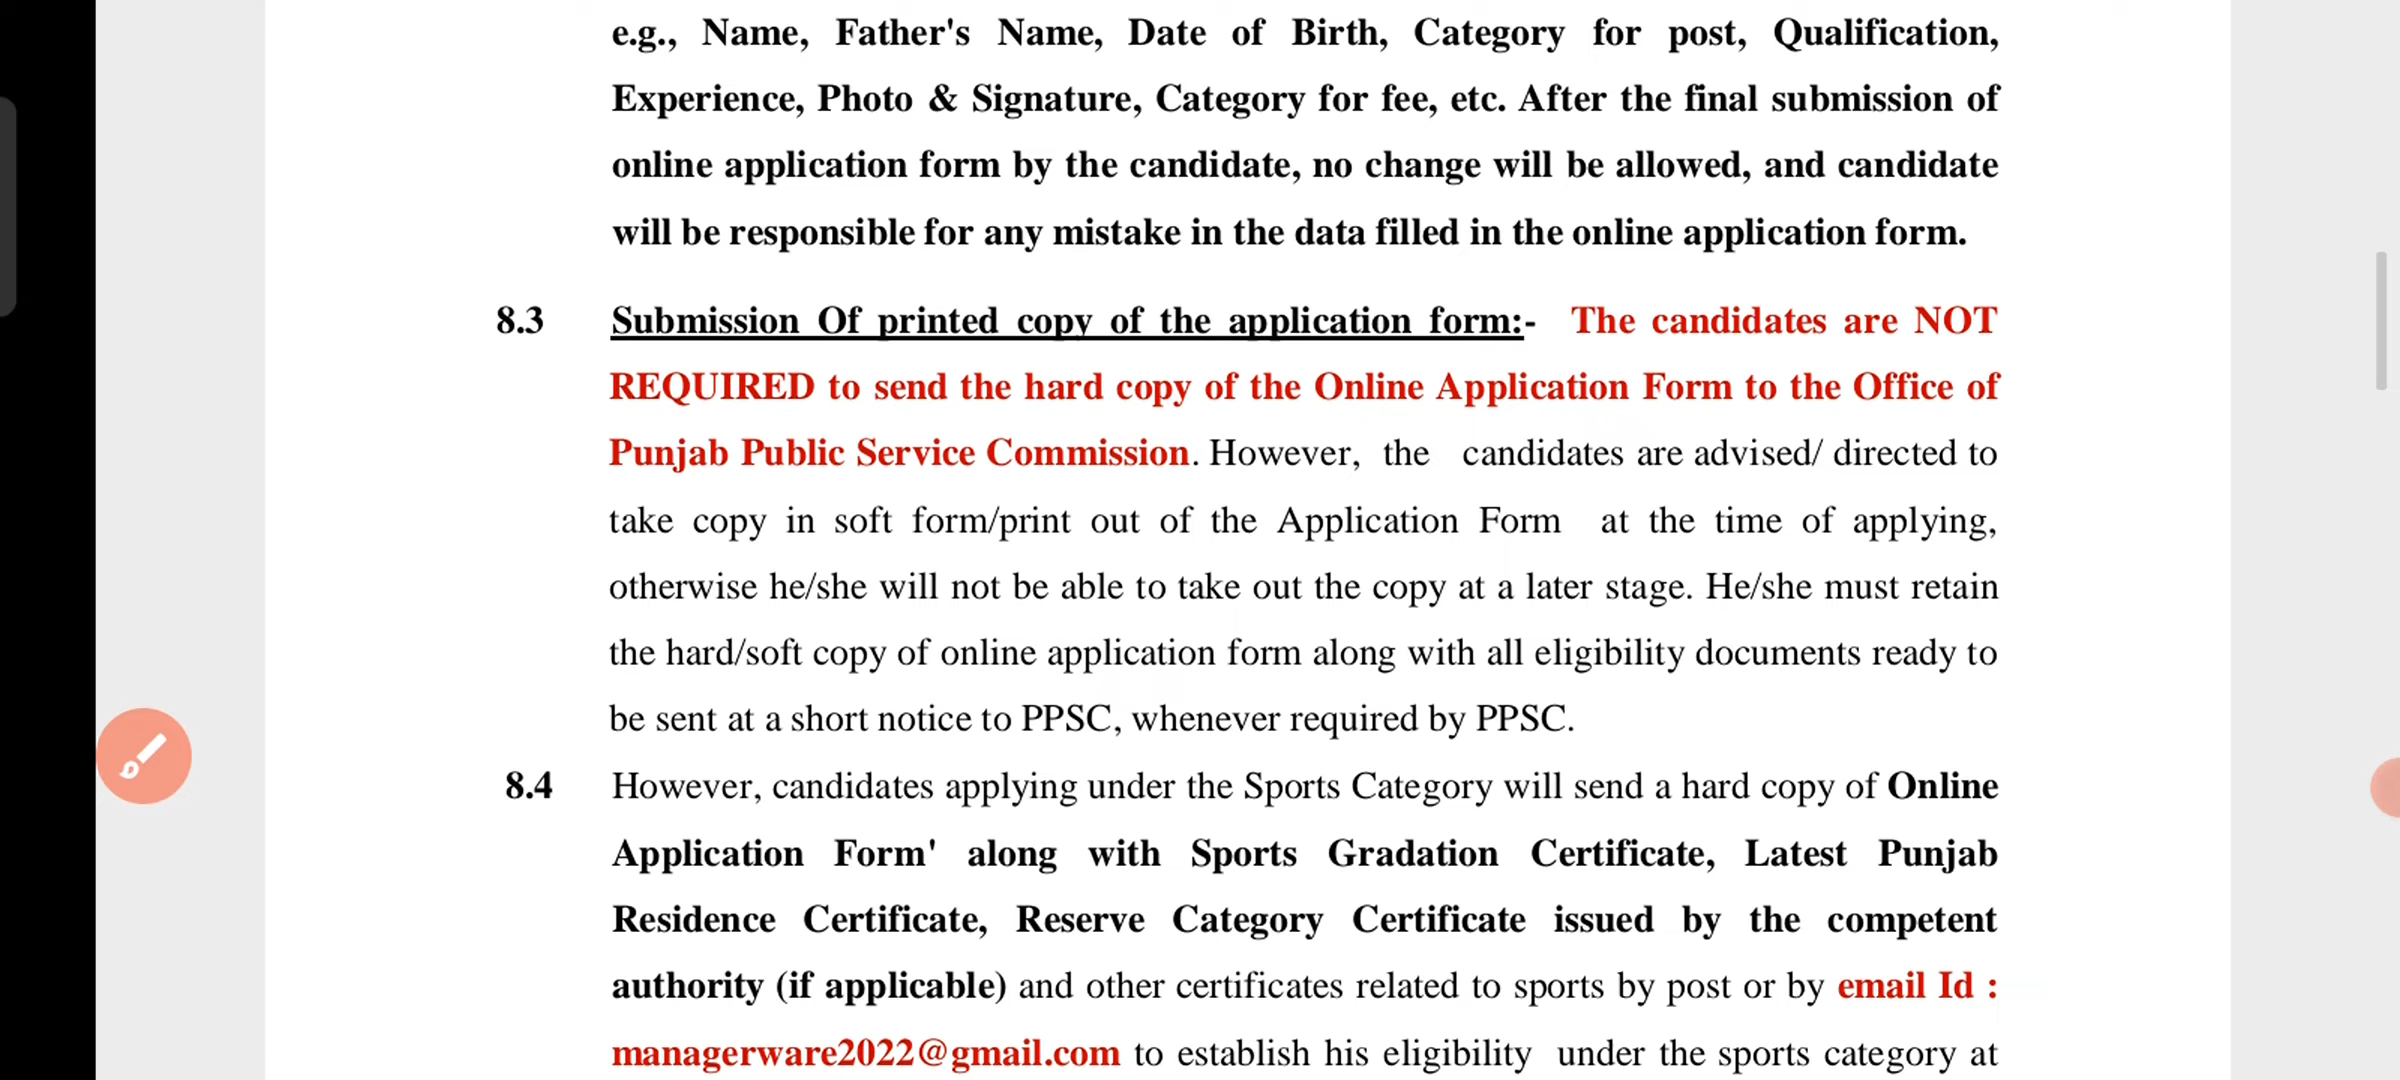 e.g., Name, Father's Name, Date of Birth, Category for post, Qualification,
Experience, Photo & Signature, Category for fee, etc. After the final submission of
online application form by the candidate, no change will be allowed, and candidate
will be responsible for any mistake in the data filled in the online application form.
8.3 Submission Of printed copy of the application form:- The candidates are NOT
REQUIRED to send the hard copy of the Online Application Form to the Office of
Punjab Public Service Commission. However, the candidates are advised/ directed to
take copy in soft form/print out of the Application Form at the time of applying,
otherwise he/she will not be able to take out the copy at a later stage. He/she must retain
the hard/soft copy of online application form along with all eligibility documents ready to
be sent at a short notice to PPSC, whenever required by PPSC.
8.4 However, candidates applying under the Sports Category will send a hard copy of Online
Application Form' along with Sports Gradation Certificate, Latest Punjab
Residence Certificate, Reserve Category Certificate issued by the competent
authority (if applicable) and other certificates related to sports by post or by email Id :
managerware2022@gmail.com to establish his eligibility under the sports category at